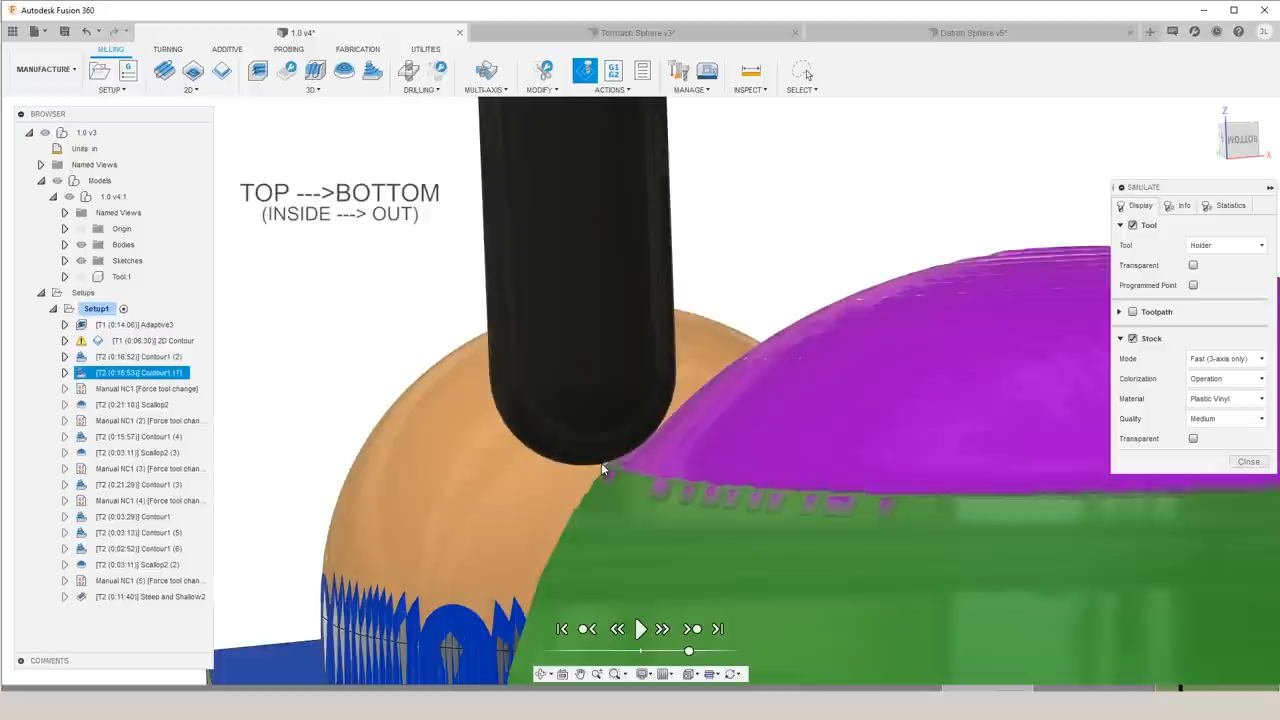 Autodesk Fusion 360
1.0 v4*
Tormach Sphere v3*
Datron Sphere v5*
JL
MILLING
TURNING
ADDITIVE
PROBING
FABRICATION
UTILITIES
MANUFACTURE
G1
G2
SETUP
2D
3D
DRILLING
MULTI-AXIS
MODIFY
ACTIONS
MANAGE
INSPECT
SELECT
BROWSER
1.0 v3
Units in
Named Views
Models
1.0 v4:1
Named Views
Origin
Bodies
Sketches
Tool:1
Setups
Setup1
[T1 (0:14:06)] Adaptive3
[T1 (0:06:30)] 2D Contour
[T2 (0:16:52)] Contour1 (2)
[T2 (0:16:53)] Contour1 (7)
Manual NC1 [Force tool change]
[T2 (0:21:10)] Scallop2
Manual NC1 (2) [Force tool chan...
[T2 (0:15:57)] Contour1 (4)
[T2 (0:03:11)] Scallop2 (3)
Manual NC1 (3) [Force tool chan...
[T2 (0:21:29)] Contour1 (3)
Manual NC1 (4) [Force tool chan...
[T2 (0:03:29)] Contour1
[T2 (0:03:13)] Contour1 (5)
[T2 (0:02:52)] Contour1 (6)
[T2 (0:03:11)] Scallop2 (2)
Manual NC1 (5) [Force tool chan...
[T2 (0:11:40)] Steep and Shallow2
COMMENTS
TOP --->BOTTOM
(INSIDE ---> OUT)
Z
BOTTOM
X
SIMULATE
Display
Info
Statistics
Tool
Tool
Holder
Transparent
Programmed Point
Toolpath
Stock
Mode
Fast (3-axis only)
Colorization
Operation
Material
Plastic Vinyl
Quality
Medium
Transparent
Close